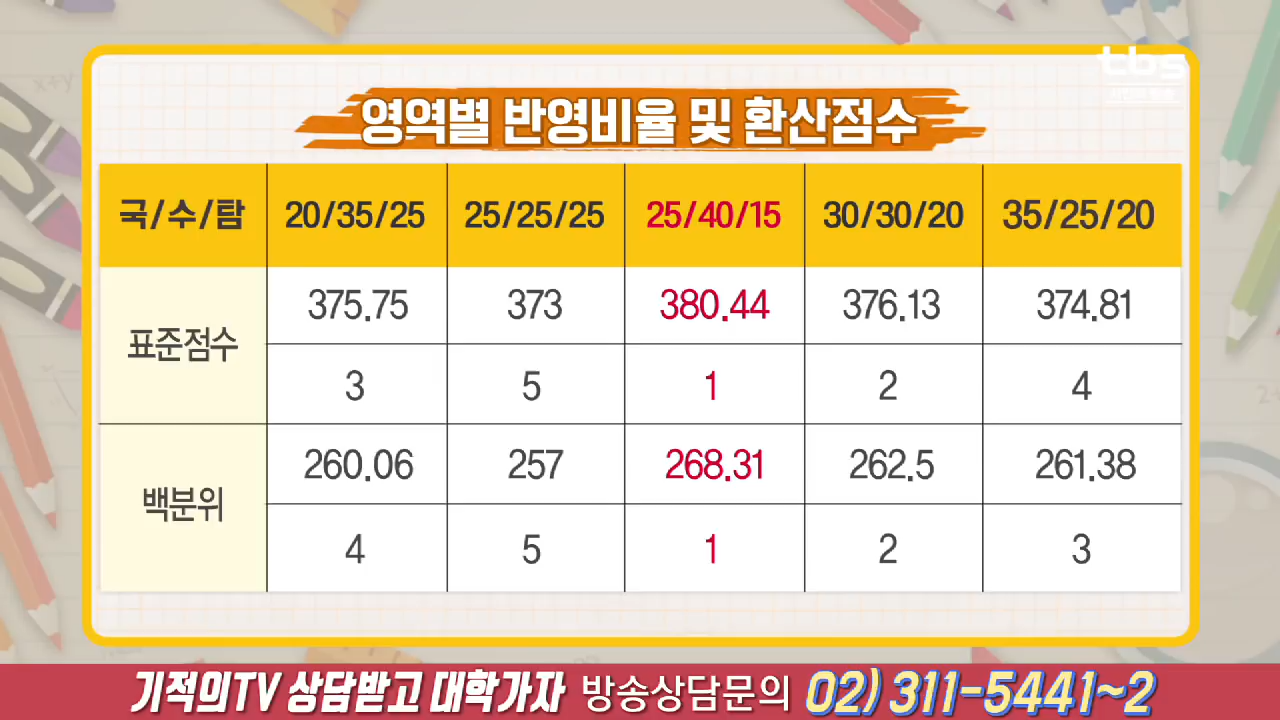 tbs
영역별 반영비율 및 환산점수
국/수/탐 20/35/25 25/25/25 25/40/15 30/30/20 35/25/20
표준점수 375.75 373 380.44 376.13 374.81
3 5 1 2 4
백분위 260.06 257 268.31 262.5 261.38
4 5 1 2 3
기적의TV 상담받고 대학가자 방송상담문의 02) 311-5441~2